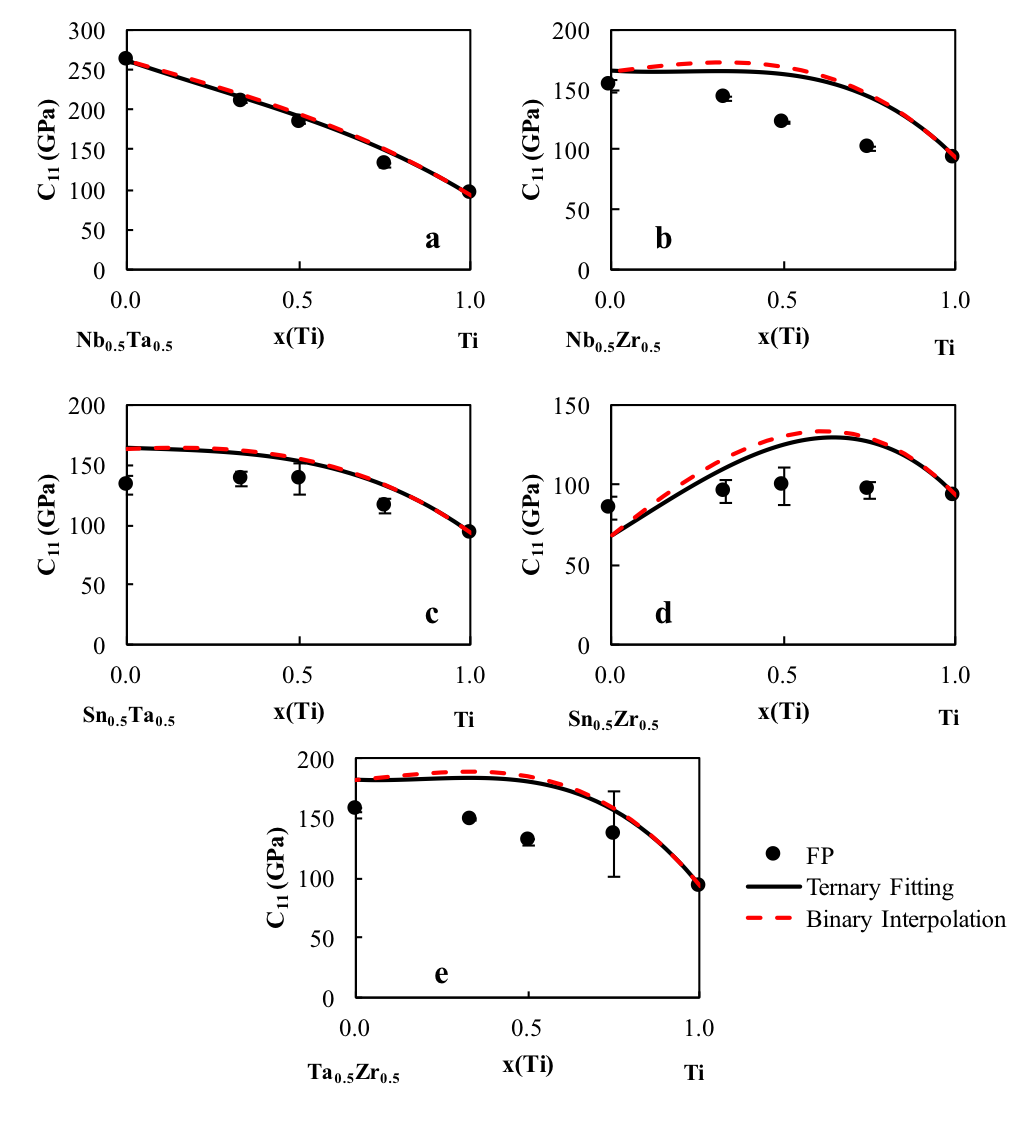 300
250
200
150
100
50
0
C₁₁ (GPa)
a
0.0 0.5 1.0
Nb₀.₅Ta₀.₅ x(Ti) Ti
200
150
100
50
0
C₁₁ (GPa)
b
0.0 0.5 1.0
Nb₀.₅Zr₀.₅ x(Ti) Ti
200
150
100
50
0
C₁₁ (GPa)
c
0.0 0.5 1.0
Sn₀.₅Ta₀.₅ x(Ti) Ti
150
100
50
0
C₁₁ (GPa)
d
0.0 0.5 1.0
Sn₀.₅Zr₀.₅ x(Ti) Ti
200
150
100
50
0
C₁₁ (GPa)
e
0.0 0.5 1.0
Ta₀.₅Zr₀.₅ x(Ti) Ti
FP
Ternary Fitting
Binary Interpolation